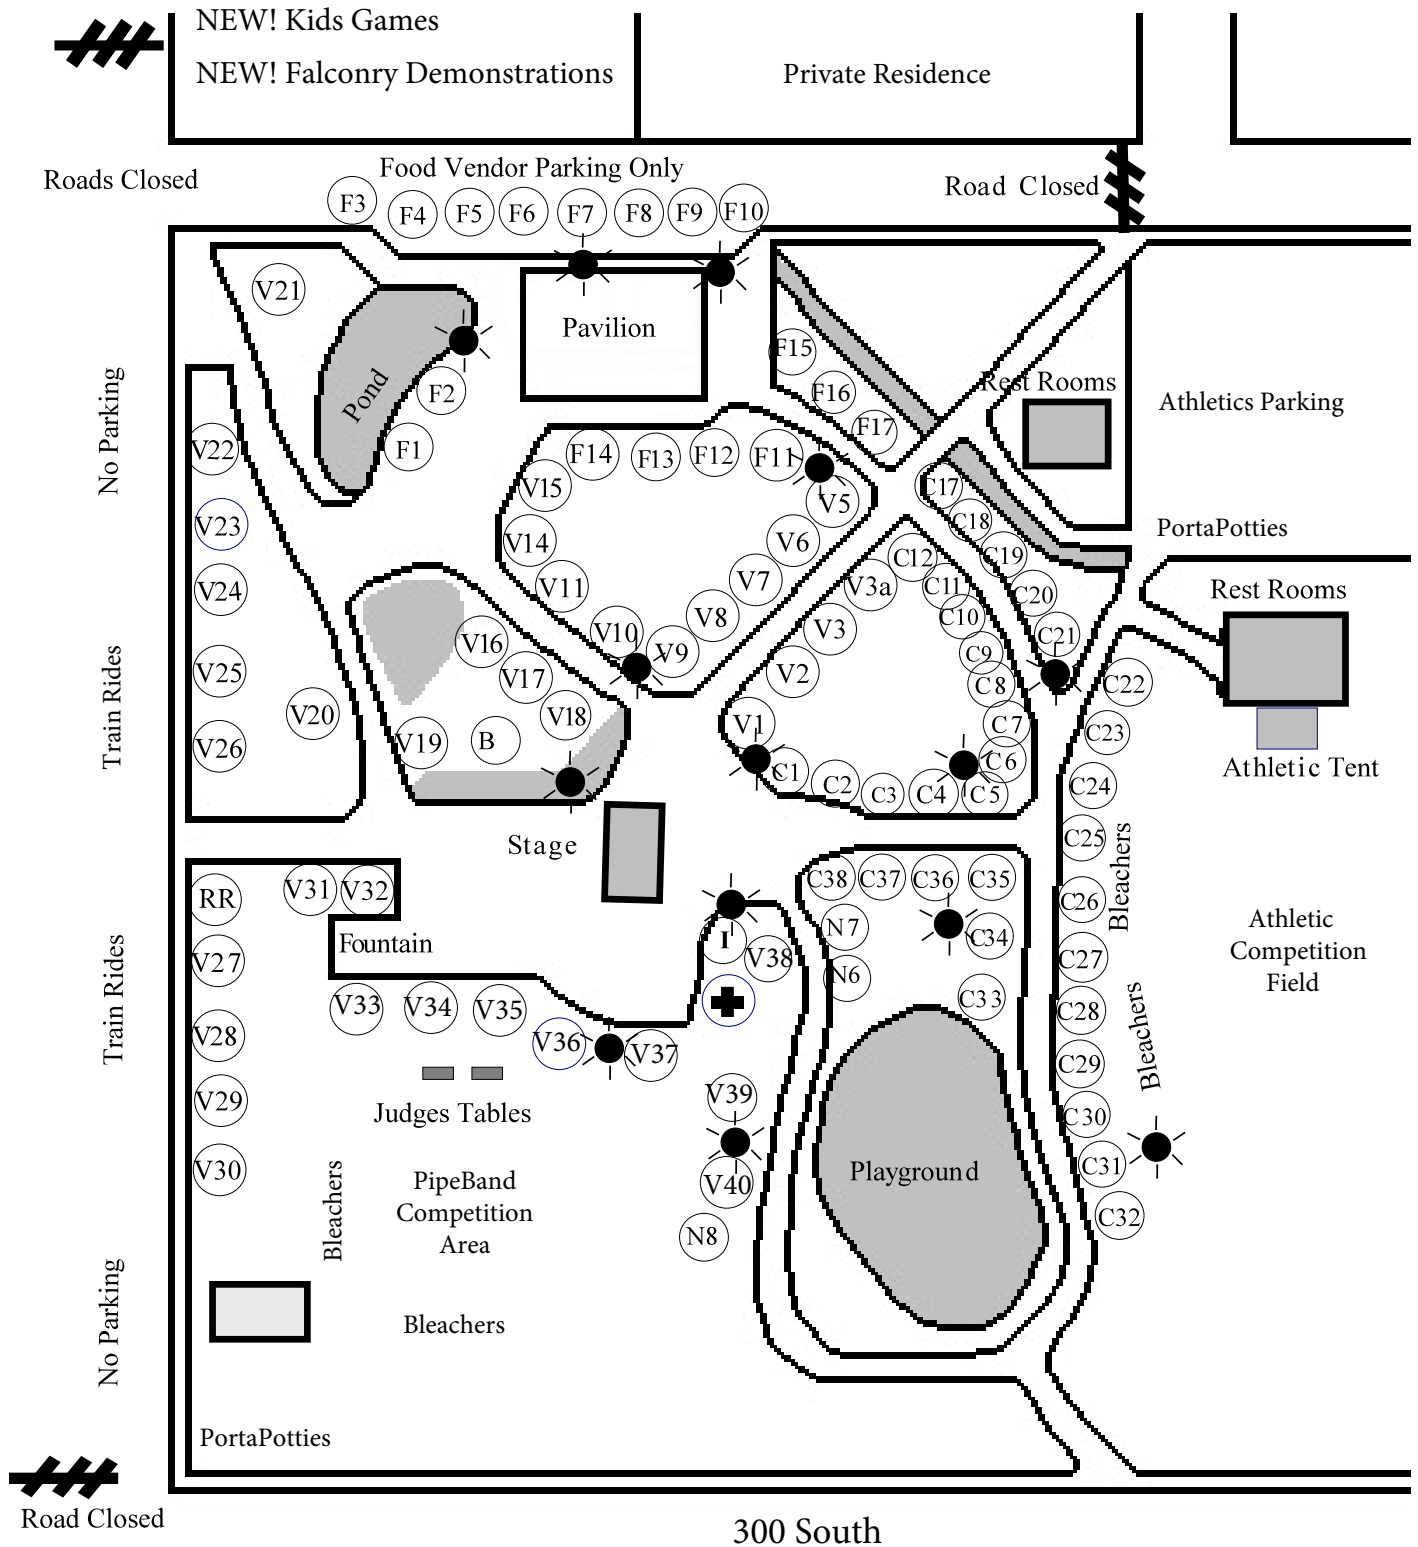 NEW! Kids Games
NEW! Falconry Demonstrations
Private Residence
Roads Closed
Food Vendor Parking Only
Road Closed
F3
F4
F5
F6
F7
F8
F9
F10
V21
Pavilion
Pond
F2
F1
F15
F16
F17
Rest Rooms
Athletics Parking
No Parking
V22
V23
V24
V25
V26
V20
F14
F13
F12
F11
V15
V14
V11
V10
V9
V8
V7
V6
V5
C17
C18
C19
C20
C21
PortaPotties
Rest Rooms
Athletic Tent
C12
C11
C10
C9
C8
C7
C6
C5
C4
C3
C2
C1
V1
V2
V3
V3a
V16
V17
V18
V19
B
Train Rides
Stage
C22
C23
C24
C25
C26
C27
C28
C29
C30
C31
C32
Bleachers
Bleachers
Athletic
Competition
Field
RR
V31
V32
Fountain
V27
V28
V29
V30
Train Rides
V33
V34
V35
V36
V37
I
V38
V39
V40
N8
C38
C37
C36
C35
C34
C33
N7
N6
Playground
Judges Tables
PipeBand
Competition
Area
Bleachers
Bleachers
No Parking
PortaPotties
Road Closed
300 South